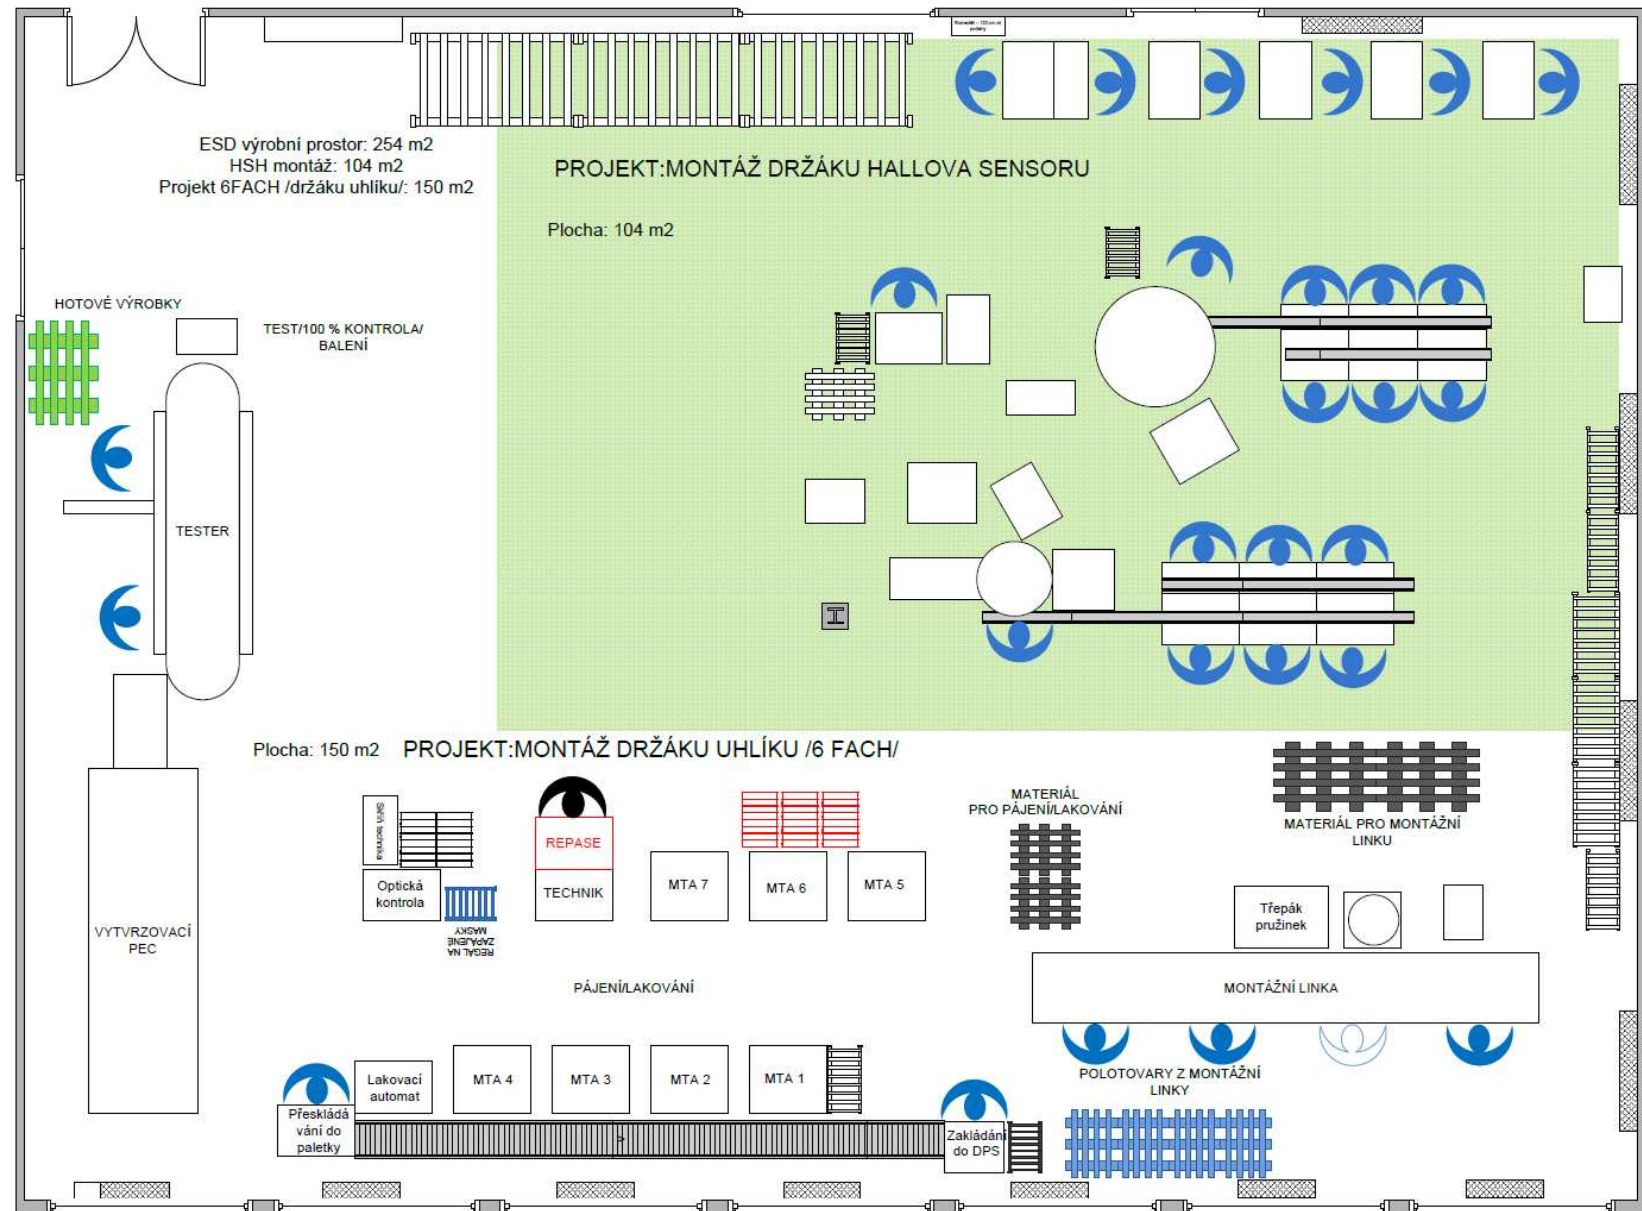 ESD výrobní prostor: 254 m2
HSH montáž: 104 m2
Projekt 6FACH /držáku uhlíku/: 150 m2
PROJEKT:MONTÁŽ DRŽÁKU HALLOVA SENSORU
Plocha: 104 m2
HOTOVÉ VÝROBKY
TEST/100 % KONTROLA/
BALENÍ
TESTER
Plocha: 150 m2
PROJEKT:MONTÁŽ DRŽÁKU UHLÍKU /6 FACH/
Skříň technika
REPASE
TECHNIK
Optická
kontrola
REGÁL NA
ZAPÁJENÉ
MASKY
MTA 7
MTA 6
MTA 5
MATERIÁL
PRO PÁJENÍ/LAKOVÁNÍ
MATERIÁL PRO MONTÁŽNÍ
LINKU
VYTVRZOVACÍ
PEC
Třepák
pružinek
PÁJENÍ/LAKOVÁNÍ
MONTÁŽNÍ LINKA
Lakovací
automat
MTA 4
MTA 3
MTA 2
MTA 1
POLOTOVARY Z MONTÁŽNÍ
LINKY
Přeskládá
vání do
paletky
>
Zakládání
do DPS